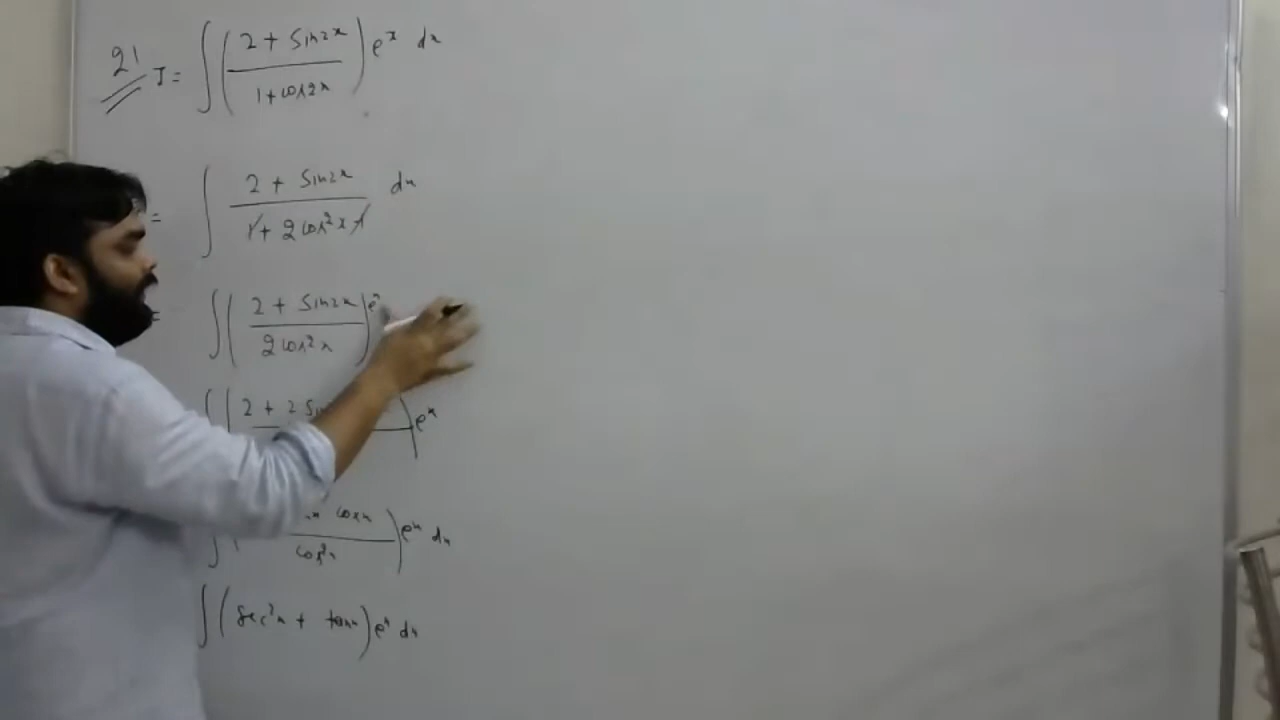 21 I = ∫ ( (2 + Sin2x) / (1 + cos2x) ) e^x dx
= ∫ (2 + Sin2x) / (1 + 2cos²x - 1) dx
= ∫ ( (2 + Sin2x) / (2cos²x) ) e^x
∫ ( 2 + 2 Sin ) e^x
∫ ( cosx / cos²x ) e^x dx
∫ ( Sec²x + tanx ) e^x dx